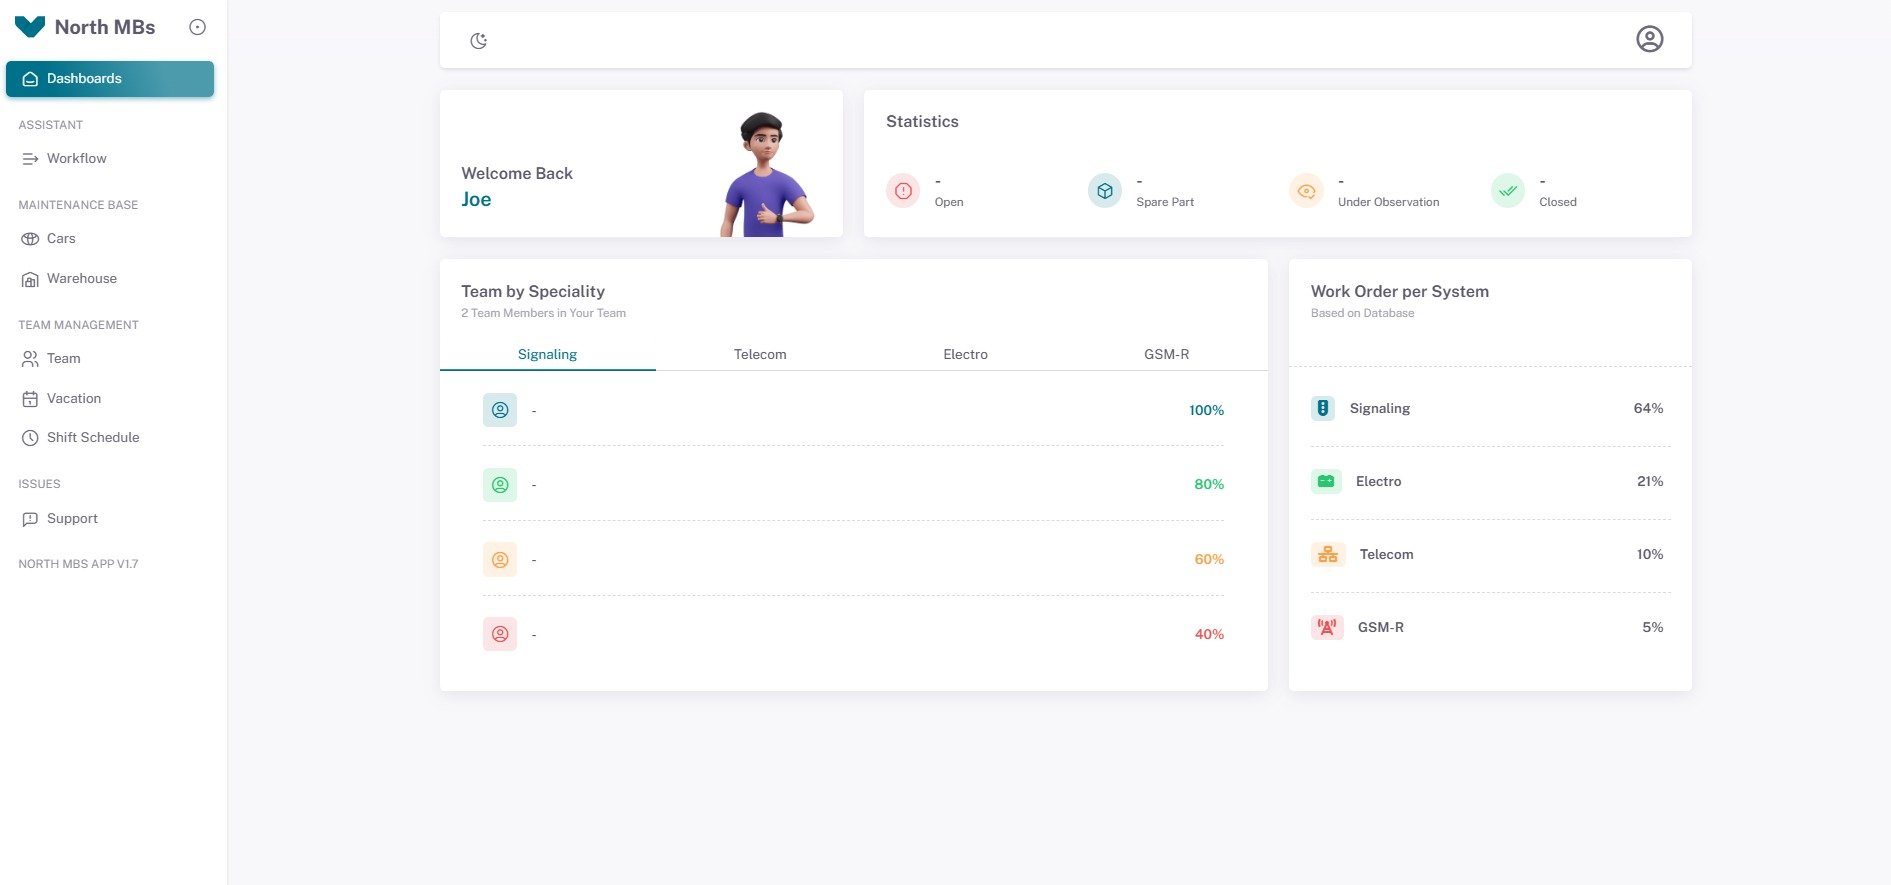 North MBs
Dashboards
ASSISTANT
Workflow
MAINTENANCE BASE
Cars
Warehouse
TEAM MANAGEMENT
Team
Vacation
Shift Schedule
ISSUES
Support
NORTH MBS APP V1.7
Welcome Back
Joe
Statistics
-
Open
-
Spare Part
-
Under Observation
-
Closed
Team by Speciality
2 Team Members in Your Team
Signaling Telecom Electro GSM-R
- 100%
- 80%
- 60%
- 40%
Work Order per System
Based on Database
Signaling 64%
Electro 21%
Telecom 10%
GSM-R 5%